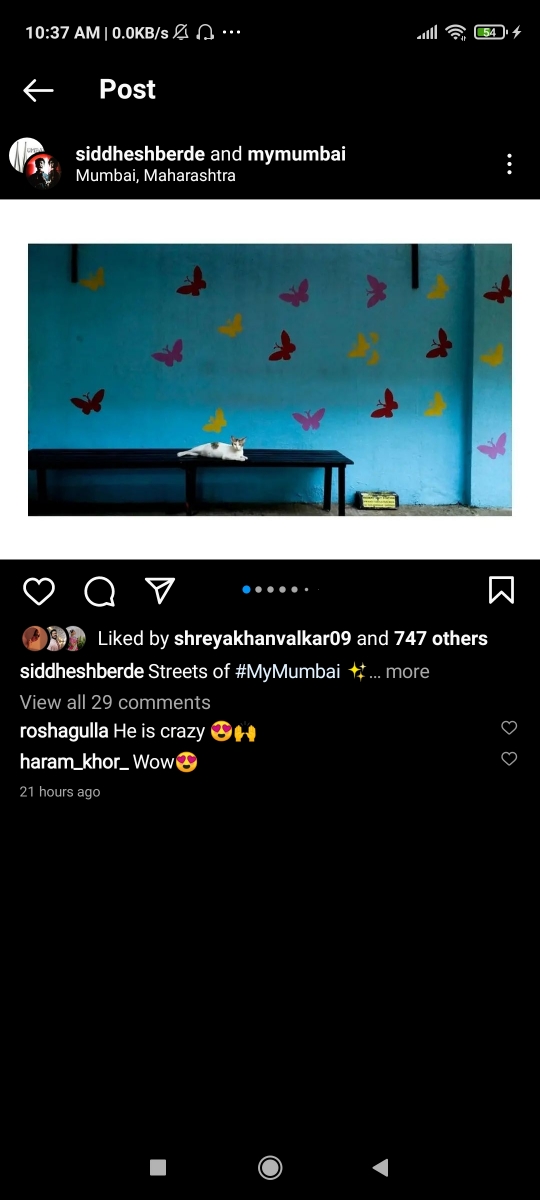 10:37 AM | 0.0KB/s ... 54
Post
siddheshberde and mymumbai
Mumbai, Maharashtra
Liked by shreyakhanvalkar09 and 747 others
siddheshberde Streets of #MyMumbai ✨... more
View all 29 comments
roshagulla He is crazy 😍🙌
haram_khor_ Wow😍
21 hours ago